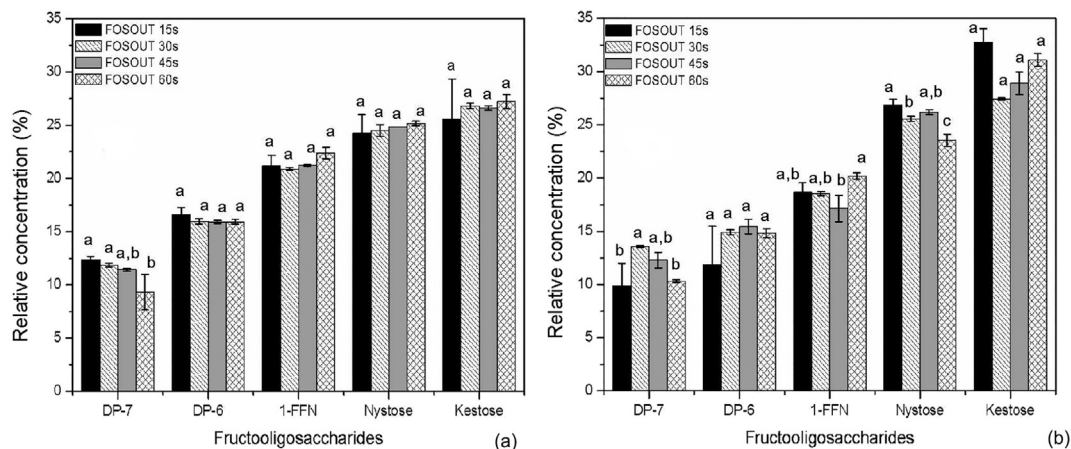 35
30
25
20
15
10
5
0
Relative concentration (%)
FOSOUT 15s
FOSOUT 30s
FOSOUT 45s
FOSOUT 60s
a a a,b b
a a a a
a a a a
a a a a
a a a a
DP-7 DP-6 1-FFN Nystose Kestose
Fructooligosaccharides
(a)
35
30
25
20
15
10
5
0
Relative concentration (%)
FOSOUT 15s
FOSOUT 30s
FOSOUT 45s
FOSOUT 60s
b a a,b b
a a a a
a,b a,b b a
a b a,b c
a a a a
DP-7 DP-6 1-FFN Nystose Kestose
Fructooligosaccharides
(b)